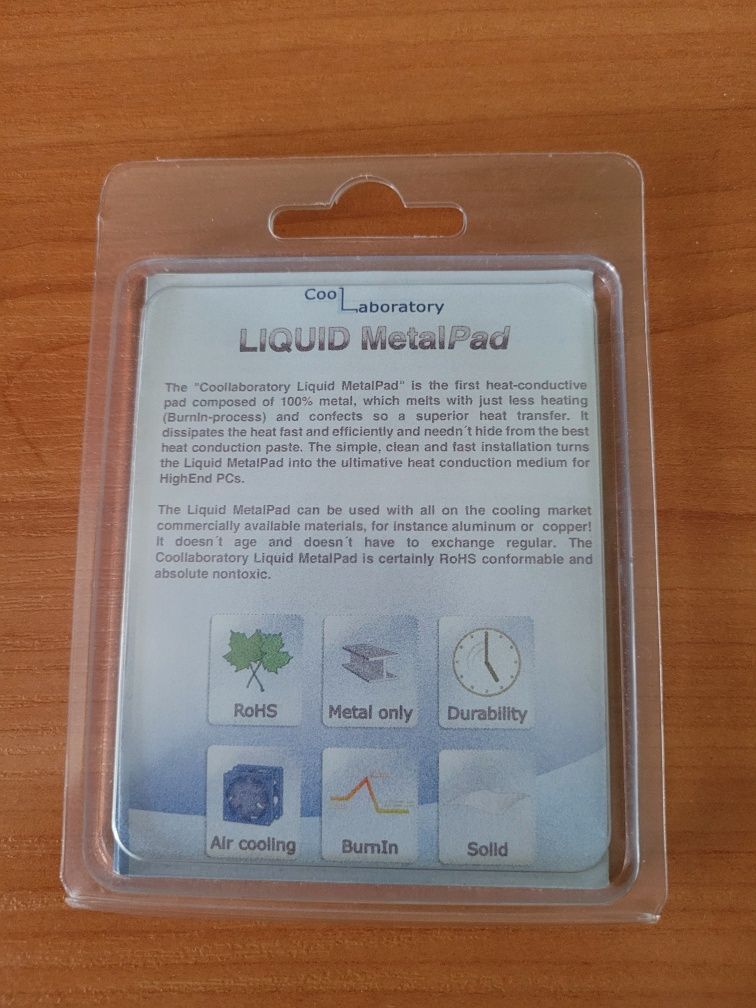 Coollaboratory
LIQUID MetalPad
The "Coollaboratory Liquid MetalPad" is the first heat-conductive
pad composed of 100% metal, which melts with just less heating
(BurnIn-process) and confects so a superior heat transfer. It
dissipates the heat fast and efficiently and needn´t hide from the best
heat conduction paste. The simple, clean and fast installation turns
the Liquid MetalPad into the ultimative heat conduction medium for
HighEnd PCs.
The Liquid MetalPad can be used with all on the cooling market
commercially available materials, for instance aluminum or copper!
It doesn´t age and doesn´t have to exchange regular. The
Coollaboratory Liquid MetalPad is certainly RoHS conformable and
absolute nontoxic.
RoHS Metal only Durability
Air cooling BurnIn Solid